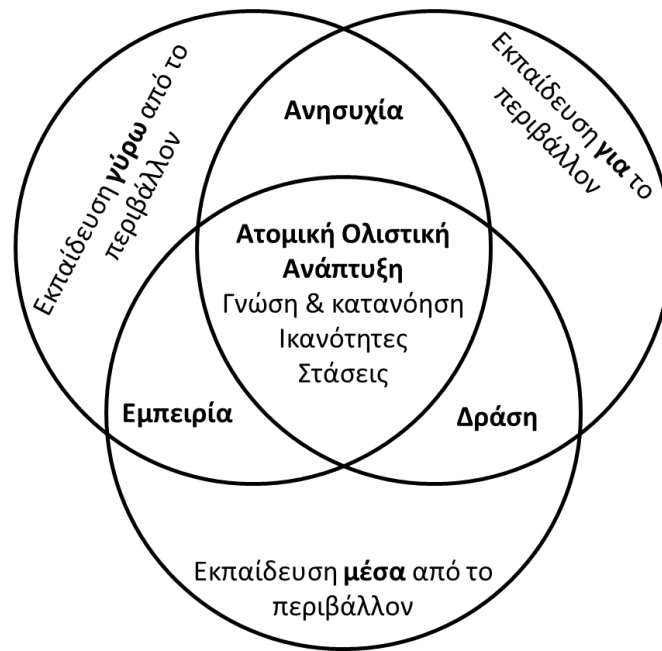 Εκπαίδευση γύρω από το
περιβάλλον
Εκπαίδευση για το
περιβάλλον
Ανησυχία
Ατομική Ολιστική
Ανάπτυξη
Γνώση & κατανόηση
Ικανότητες
Στάσεις
Εμπειρία
Δράση
Εκπαίδευση μέσα από το
περιβάλλον